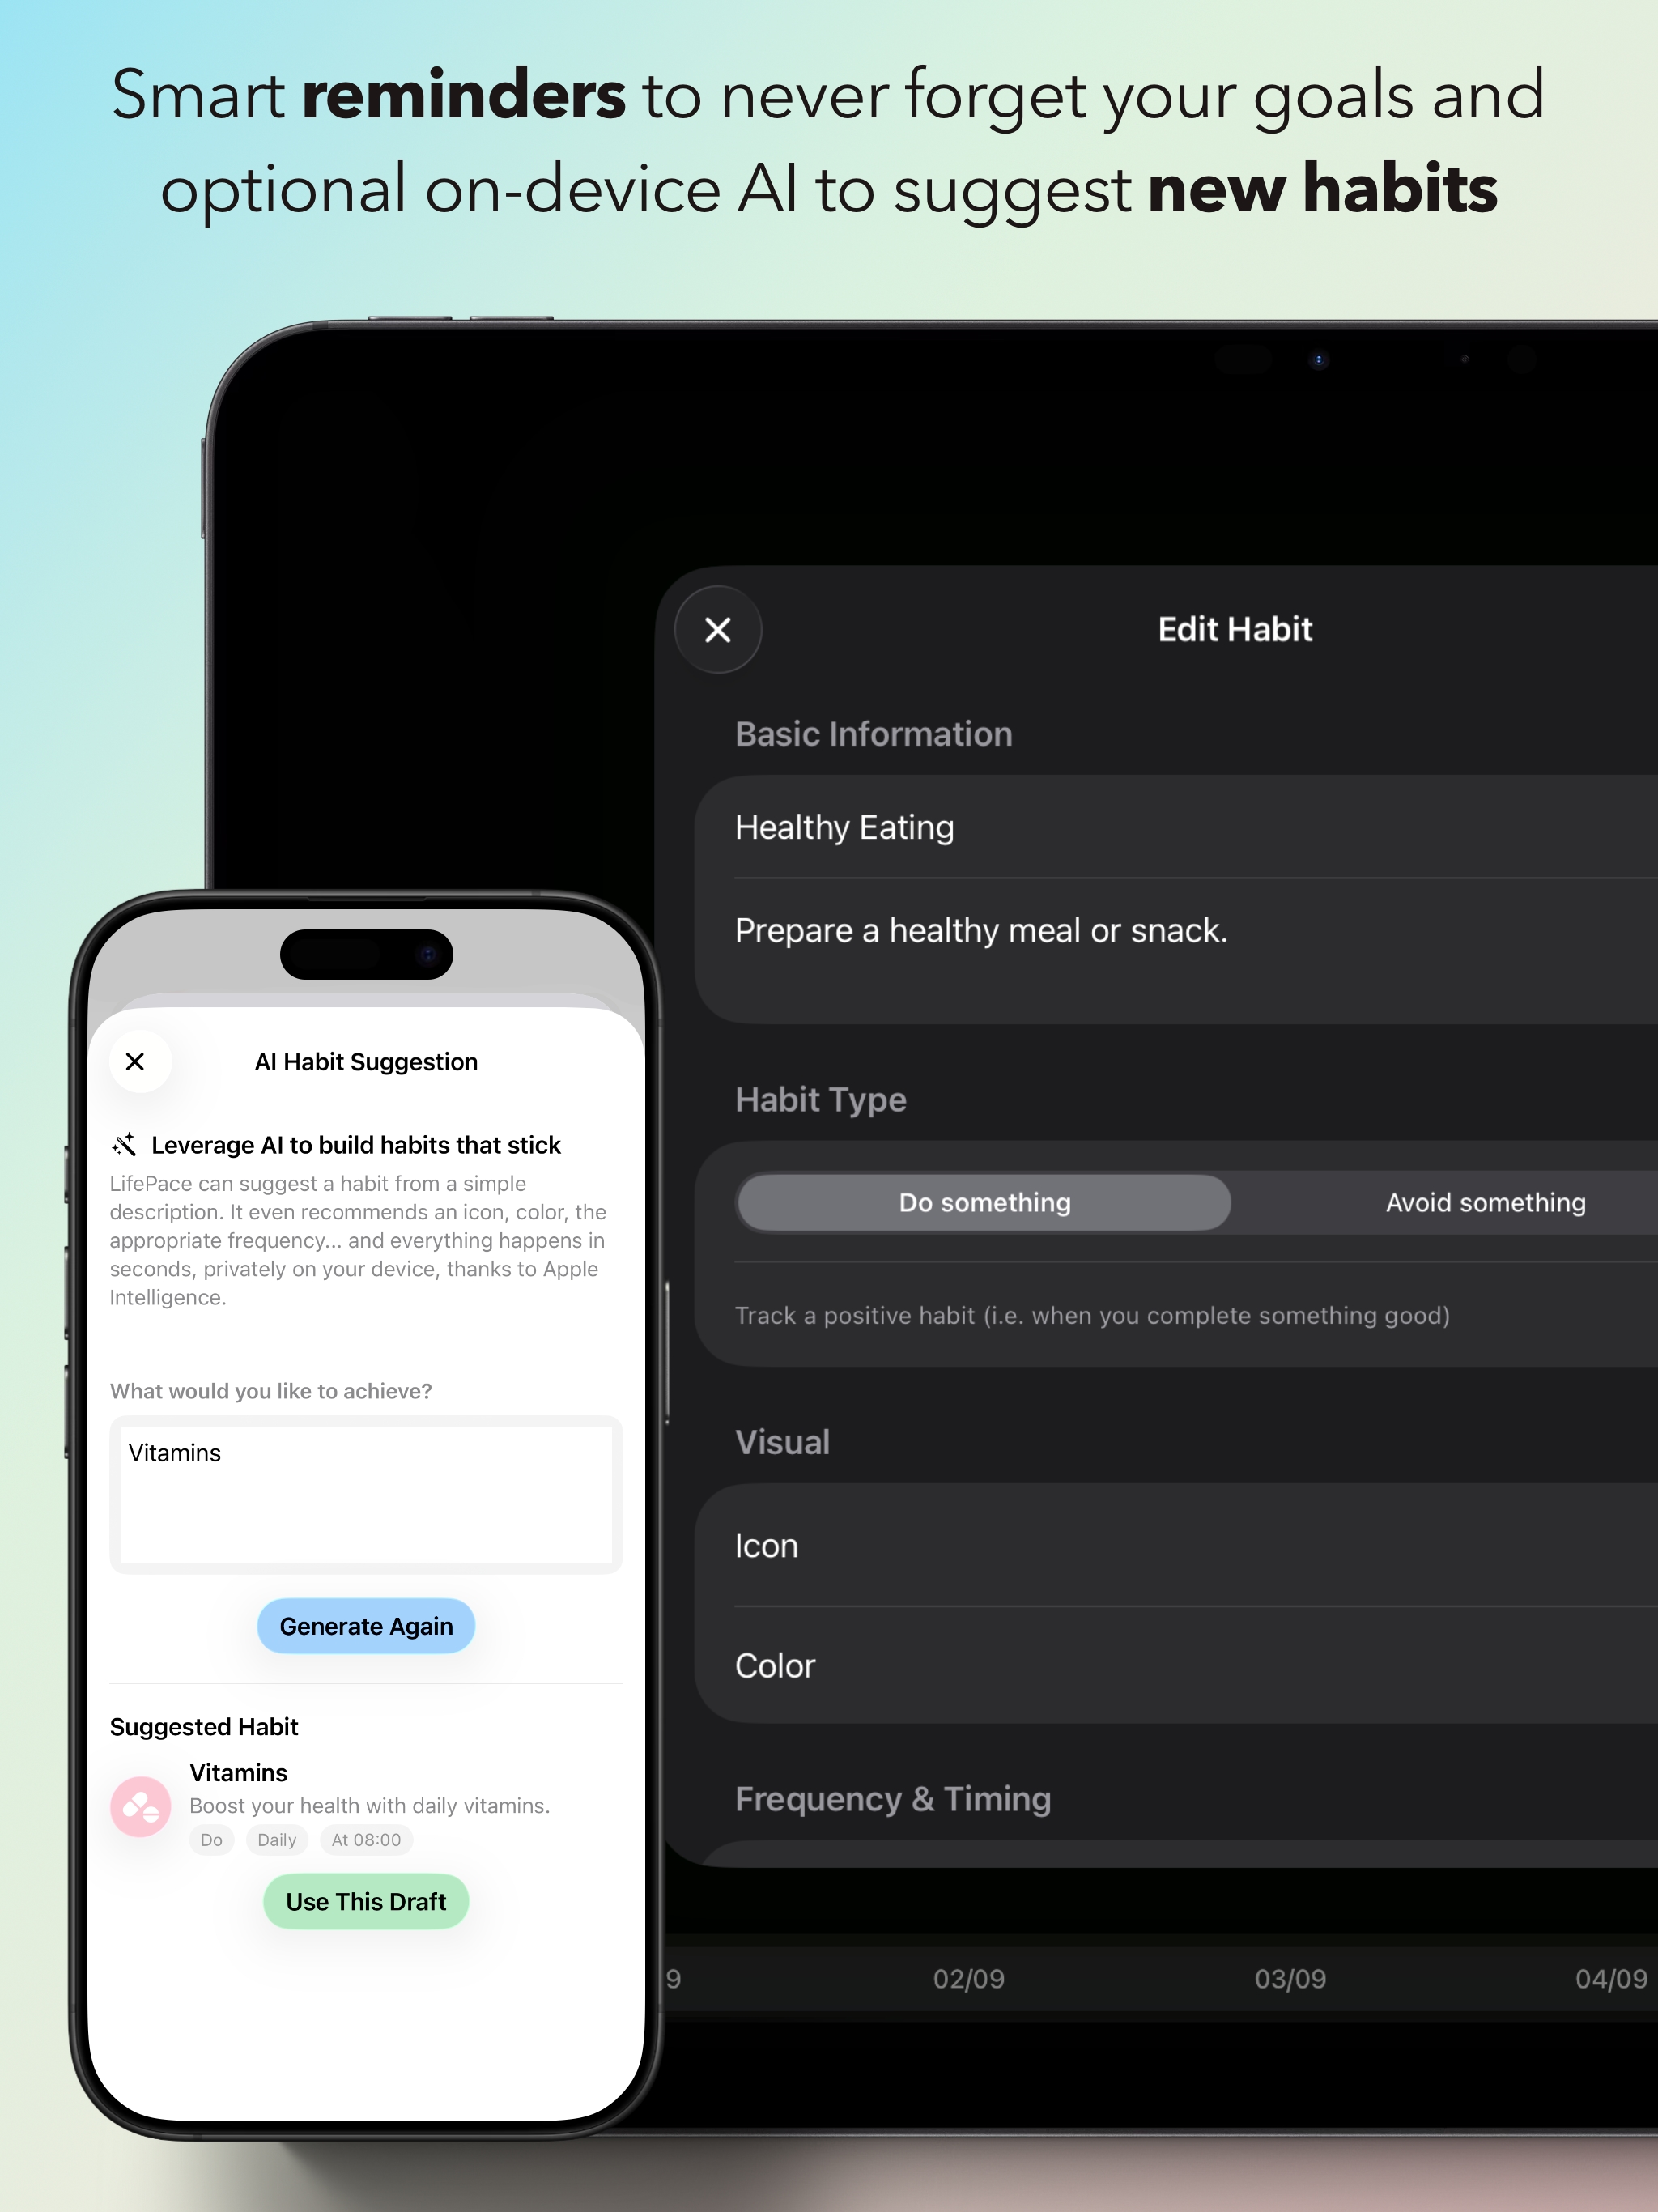 Smart reminders to never forget your goals and
optional on-device AI to suggest new habits
Edit Habit
Basic Information
Healthy Eating
Prepare a healthy meal or snack.
Habit Type
Do something
Avoid something
Track a positive habit (i.e. when you complete something good)
Visual
Icon
Color
Frequency & Timing
9
02/09
03/09
04/09
AI Habit Suggestion
Leverage AI to build habits that stick
LifePace can suggest a habit from a simple
description. It even recommends an icon, color, the
appropriate frequency... and everything happens in
seconds, privately on your device, thanks to Apple
Intelligence.
What would you like to achieve?
Vitamins
Generate Again
Suggested Habit
Vitamins
Boost your health with daily vitamins.
Do
Daily
At 08:00
Use This Draft